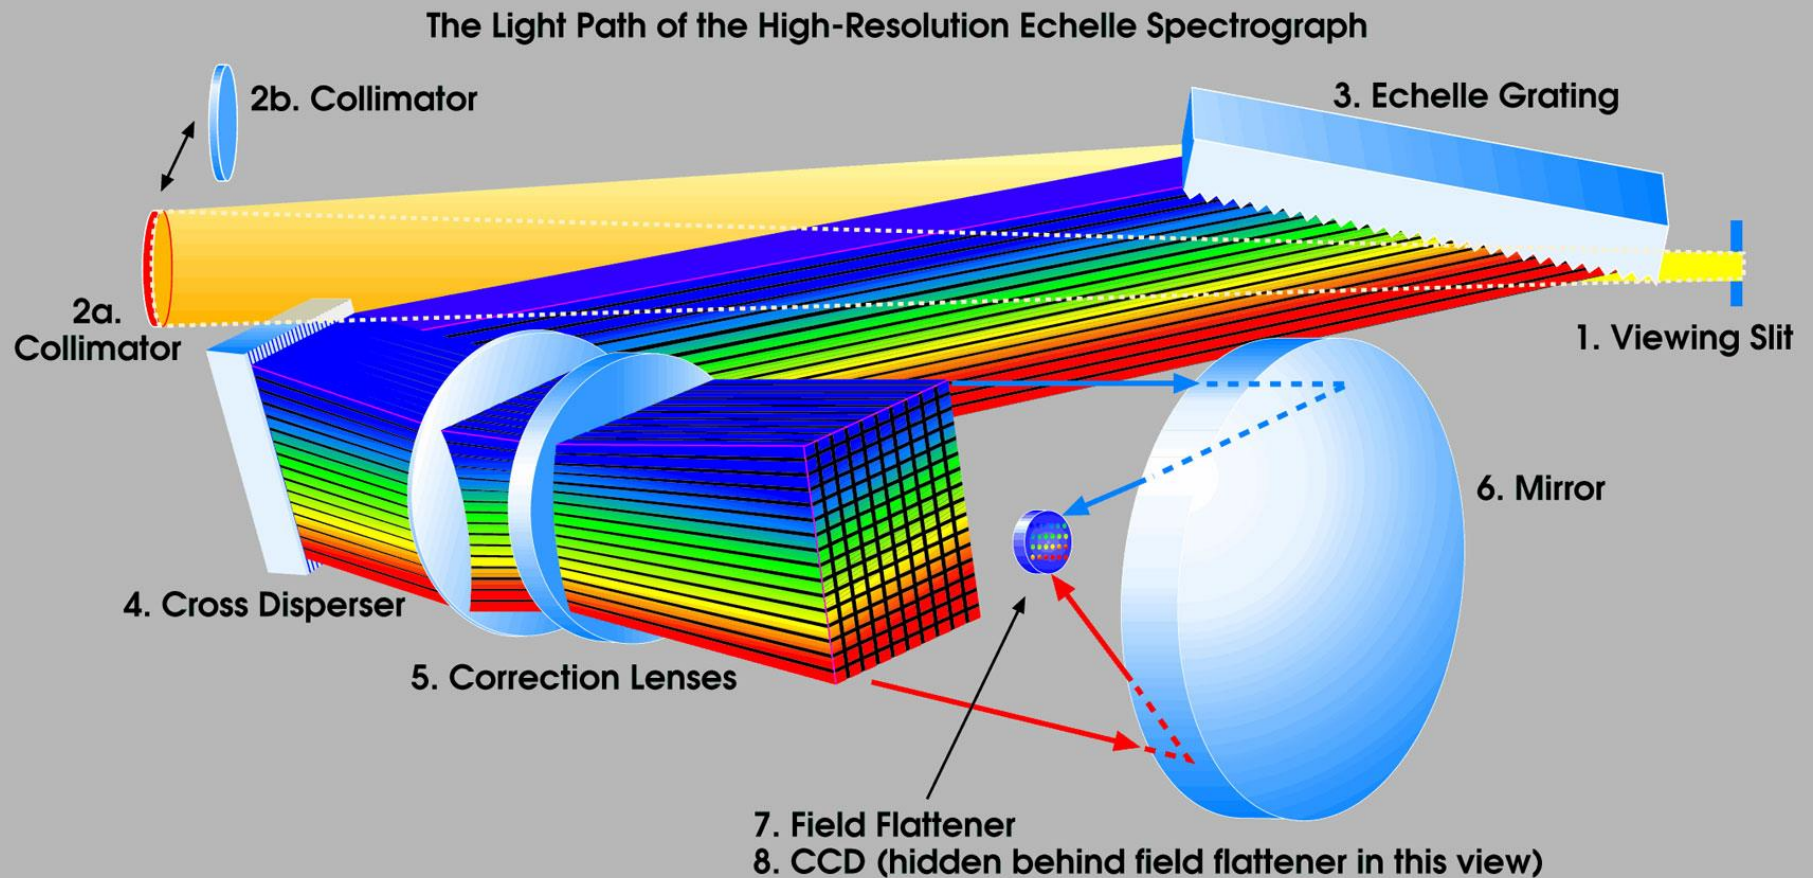 The Light Path of the High-Resolution Echelle Spectrograph
2b. Collimator
3. Echelle Grating
2a.
Collimator
1. Viewing Slit
6. Mirror
4. Cross Disperser
5. Correction Lenses
7. Field Flattener
8. CCD (hidden behind field flattener in this view)